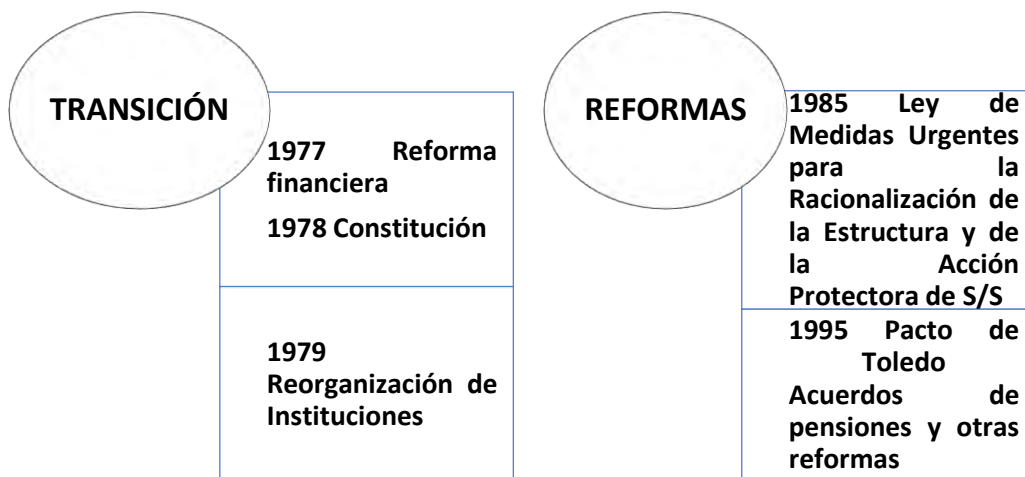 TRANSICIÓN
1977 Reforma
financiera
1978 Constitución
1979
Reorganización de
Instituciones
REFORMAS
1985 Ley de
Medidas Urgentes
para la
Racionalización de
la Estructura y de
la Acción
Protectora de S/S
1995 Pacto de
Toledo
Acuerdos de
pensiones y otras
reformas